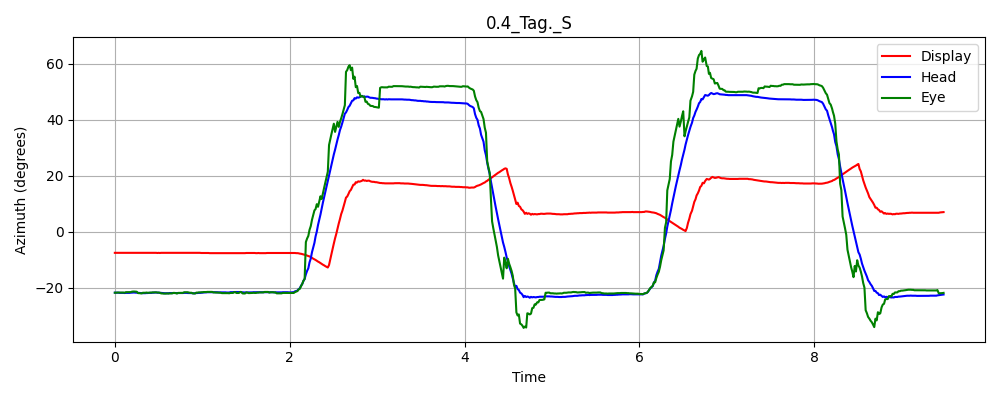 0.4_Tag._S
Display
Head
Eye
60
40
20
0
−20
Azimuth (degrees)
0 2 4 6 8
Time